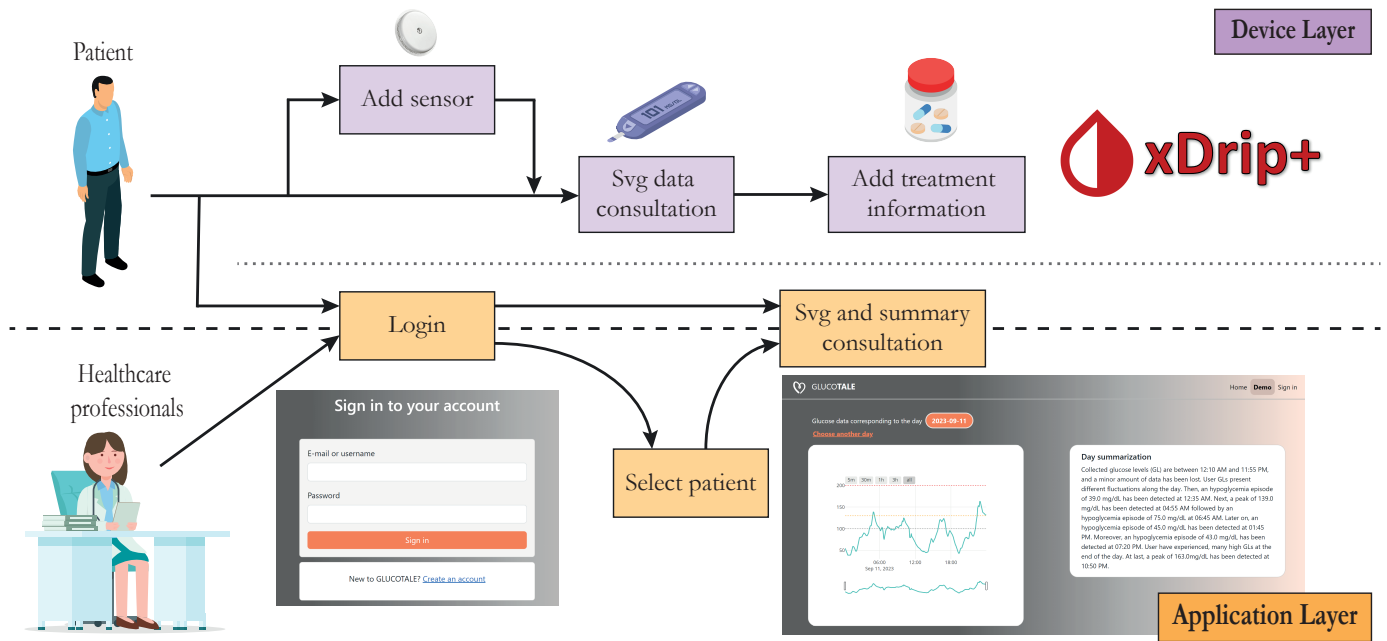 Device Layer
Patient
Add sensor
101 mg/dL
Svg data
consultation
Add treatment
information
xDrip+
Login
Svg and summary
consultation
Healthcare
professionals
Select patient
Sign in to your account
E-mail or username
Password
Sign in
New to GLUCOTALE? Create an account
GLUCOTALE
Home Demo Sign in
Glucose data corresponding to the day 2023-09-11
Choose another day
5m 30m 1h 3h all
200
150
100
50
06:00 12:00 18:00
Sep 11, 2023
Day summarization
Collected glucose levels (GL) are between 12:10 AM and 11:55 PM,
and a minor amount of data has been lost. User GLs present
different fluctuations along the day. Then, an hypoglycemia episode
of 39.0 mg/dL has been detected at 12:35 AM. Next, a peak of 139.0
mg/dL has been detected at 04:55 AM followed by an
hypoglycemia episode of 75.0 mg/dL at 06:45 AM. Later on, an
hypoglycemia episode of 45.0 mg/dL has been detected at 01:45
PM. Moreover, an hypoglycemia episode of 43.0 mg/dL has been
detected at 07:20 PM. User have experienced, many high GLs at the
end of the day. At last, a peak of 163.0mg/dL has been detected at
10:50 PM.
Application Layer